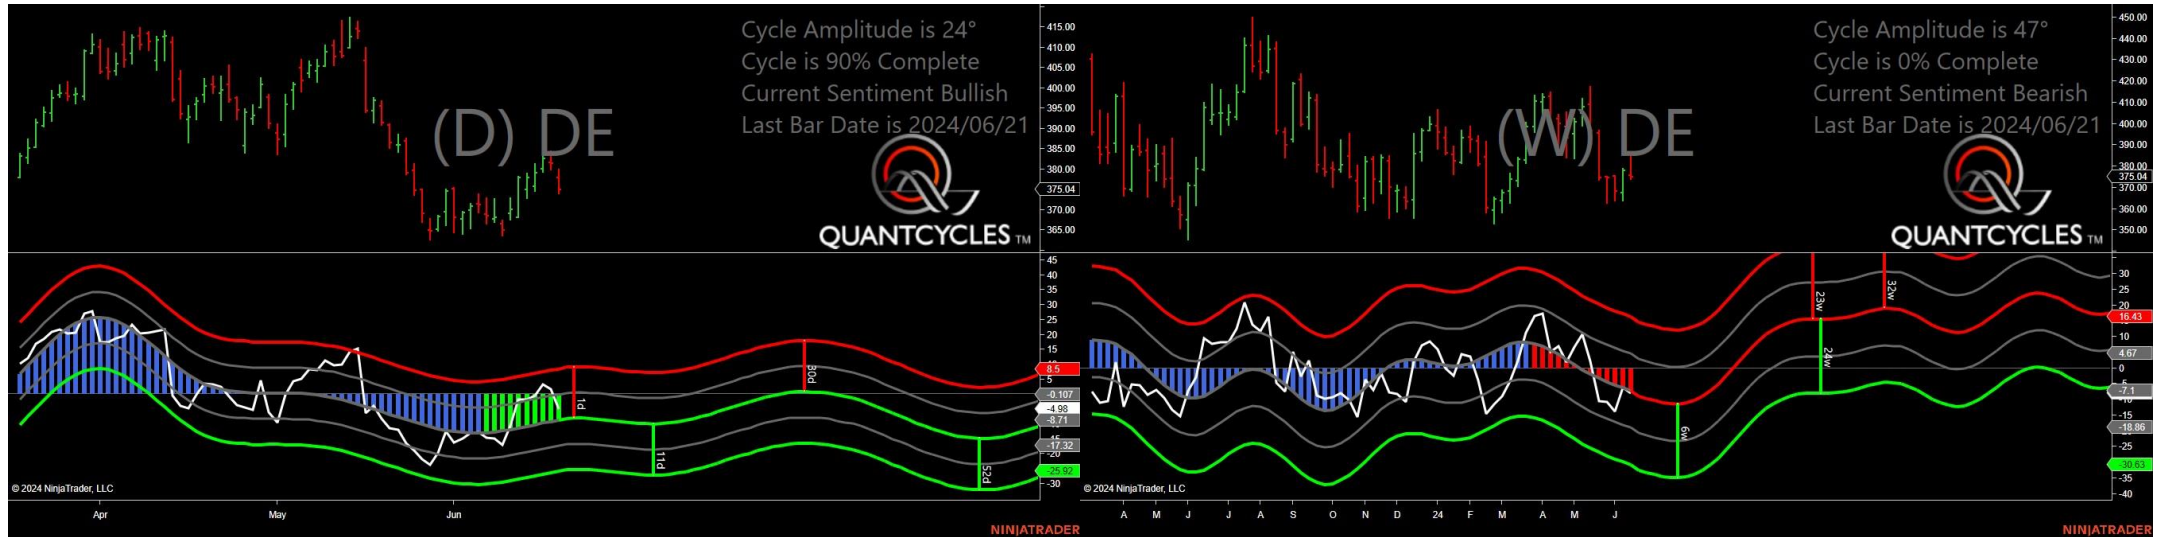 Cycle Amplitude is 24°
Cycle is 90% Complete
Current Sentiment Bullish
Last Bar Date is 2024/06/21
(D) DE
QUANTCYCLES TM
415.00
410.00
405.00
400.00
395.00
390.00
385.00
380.00
375.04
370.00
365.00
45
40
35
30
25
20
15
8.5
5
-0.107
-4.98
-8.71
-17.32
-20
-25.92
-30
1d
11d
30d
52d
© 2024 NinjaTrader, LLC
Apr May Jun
NINJATRADER
Cycle Amplitude is 47°
Cycle is 0% Complete
Current Sentiment Bearish
Last Bar Date is 2024/06/21
(W) DE
QUANTCYCLES TM
450.00
440.00
430.00
420.00
410.00
400.00
390.00
380.00
375.04
370.00
360.00
350.00
30
25
20
16.43
10
4.67
0
-7.1
-15
-18.86
-25
-30.63
-35
-40
6w
23w
24w
32w
© 2024 NinjaTrader, LLC
A M J J A S O N D 24 F M A M J
NINJATRADER